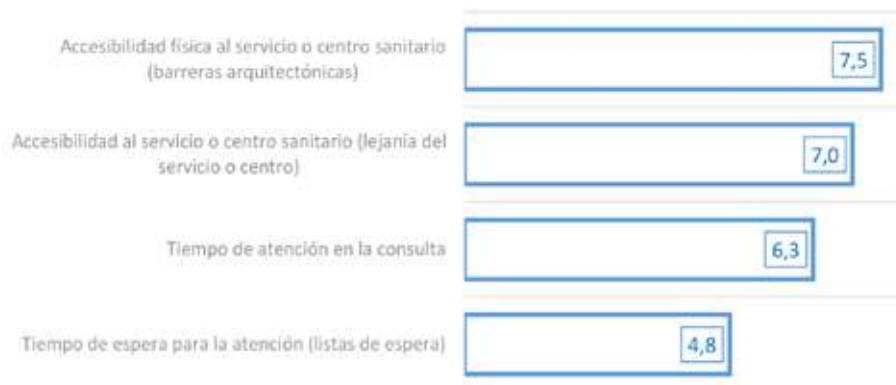 Accesibilidad física al servicio o centro sanitario
(barreras arquitectónicas)
7,5
Accesibilidad al servicio o centro sanitario (lejanía del
servicio o centro)
7,0
Tiempo de atención en la consulta
6,3
Tiempo de espera para la atención (listas de espera)
4,8